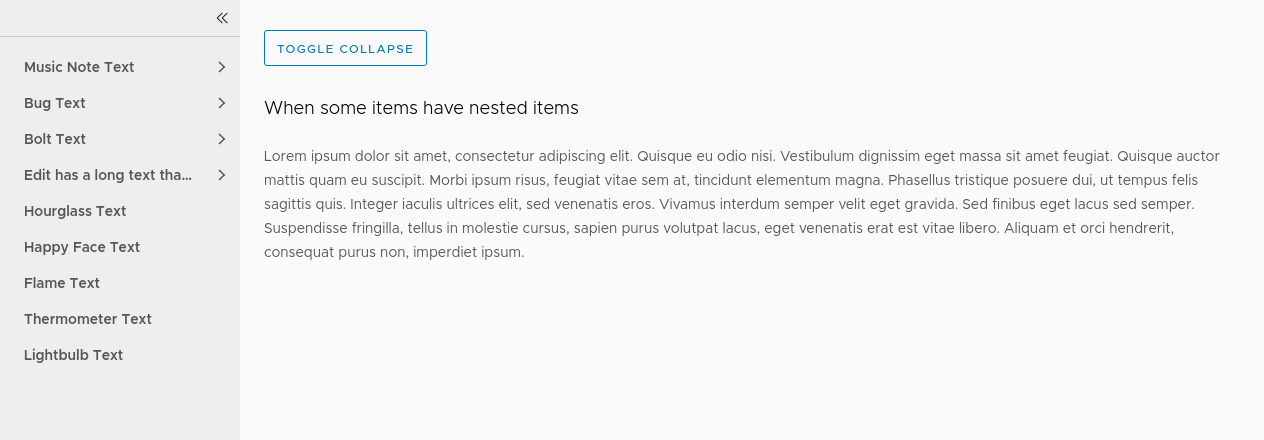 TOGGLE COLLAPSE
Music Note Text
Bug Text
Bolt Text
Edit has a long text tha...
Hourglass Text
Happy Face Text
Flame Text
Thermometer Text
Lightbulb Text
When some items have nested items
Lorem ipsum dolor sit amet, consectetur adipiscing elit. Quisque eu odio nisi. Vestibulum dignissim eget massa sit amet feugiat. Quisque auctor
mattis quam eu suscipit. Morbi ipsum risus, feugiat vitae sem at, tincidunt elementum magna. Phasellus tristique posuere dui, ut tempus felis
sagittis quis. Integer iaculis ultrices elit, sed venenatis eros. Vivamus interdum semper velit eget gravida. Sed finibus eget lacus sed semper.
Suspendisse fringilla, tellus in molestie cursus, sapien purus volutpat lacus, eget venenatis erat est vitae libero. Aliquam et orci hendrerit,
consequat purus non, imperdiet ipsum.